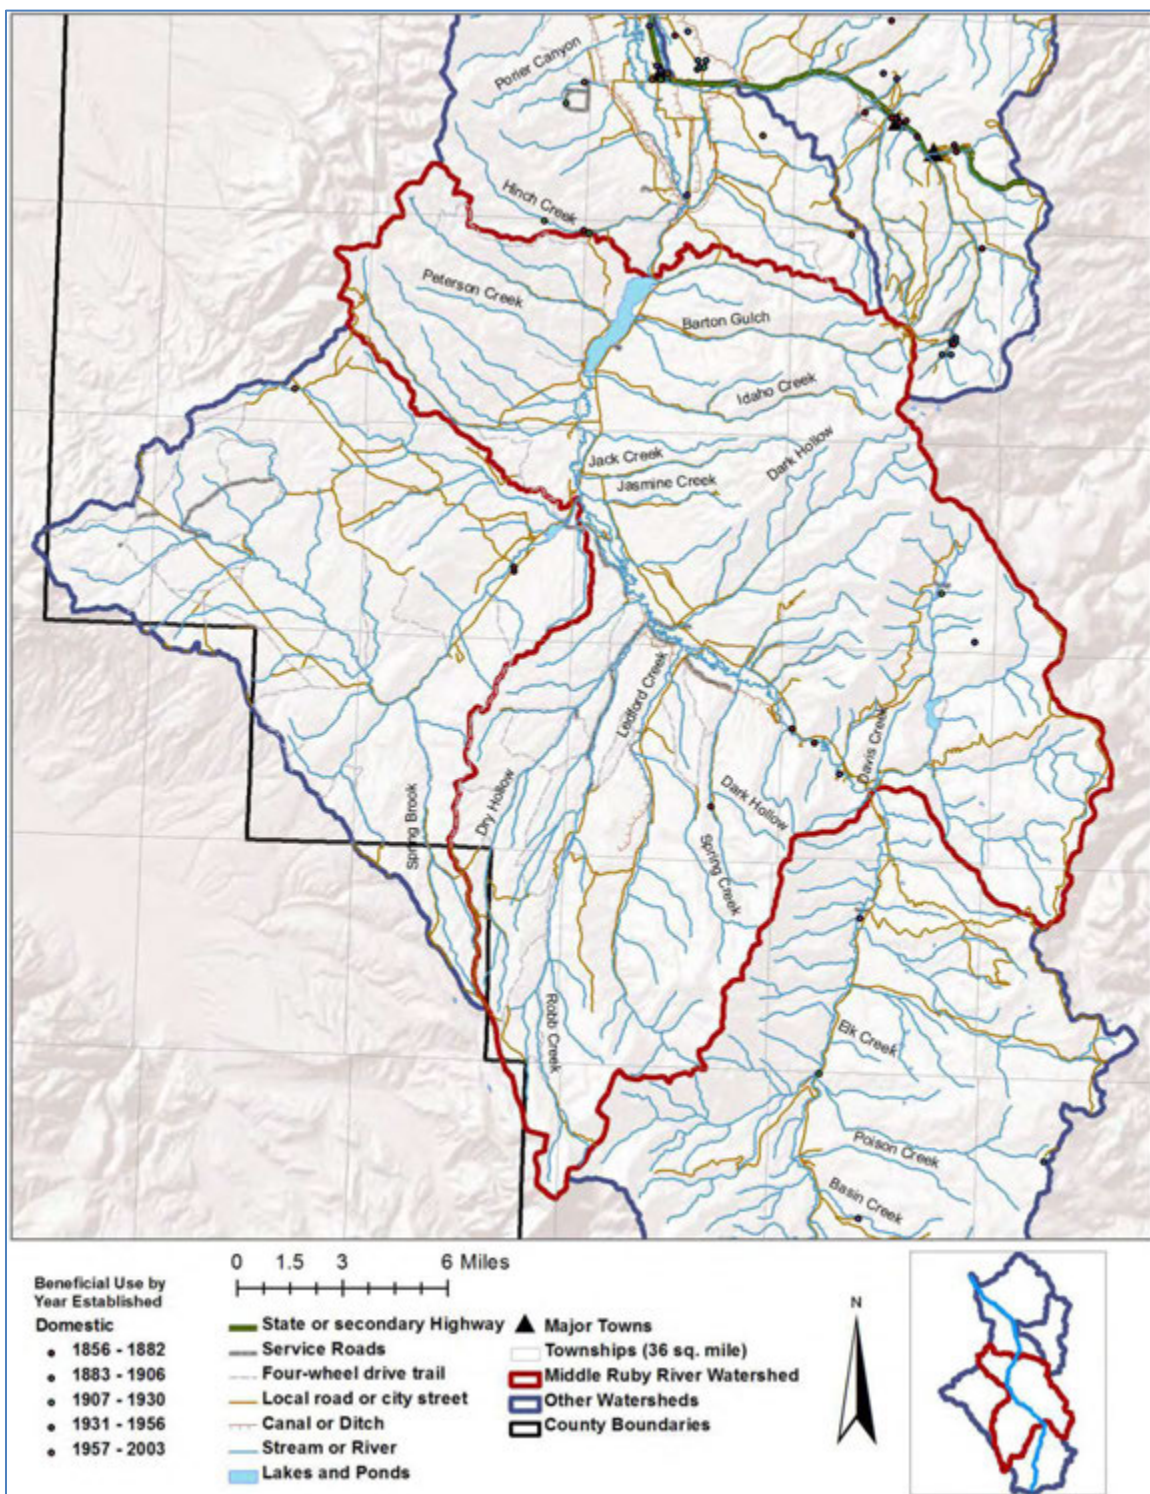 Porier Canyon
Hinch Creek
Peterson Creek
Barton Gulch
Idaho Creek
Jack Creek
Dark Hollow
Jasmine Creek
Ledford Creek
Davis Creek
Dry Hollow
Dark Hollow
Spring Brook
Spring Creek
Robb Creek
Elk Creek
Poison Creek
Basin Creek
0 1.5 3 6 Miles
Beneficial Use by
Year Established
Domestic
1856 - 1882
1883 - 1906
1907 - 1930
1931 - 1956
1957 - 2003
State or secondary Highway
Service Roads
Four-wheel drive trail
Local road or city street
Canal or Ditch
Stream or River
Lakes and Ponds
Major Towns
Townships (36 sq. mile)
Middle Ruby River Watershed
Other Watersheds
County Boundaries
N